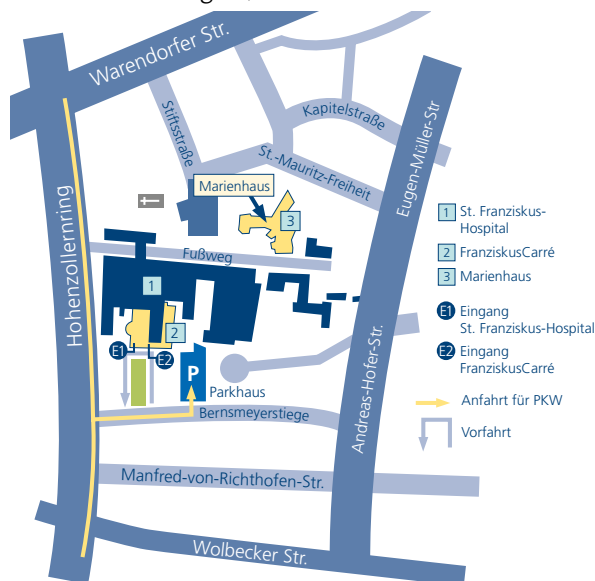 Warendorfer Str.
Stiftsstraße
Kapitelstraße
St.-Mauritz-Freiheit
Eugen-Müller-Str
Marienhaus
3
Hohenzollernring
Fußweg
1
2
E1
E2
P
Parkhaus
Bernsmeyerstiege
Andreas-Hofer-Str.
Manfred-von-Richthofen-Str.
Wolbecker Str.
1 St. Franziskus-
Hospital
2 FranziskusCarré
3 Marienhaus
E1 Eingang
St. Franziskus-Hospital
E2 Eingang
FranziskusCarré
Anfahrt für PKW
Vorfahrt